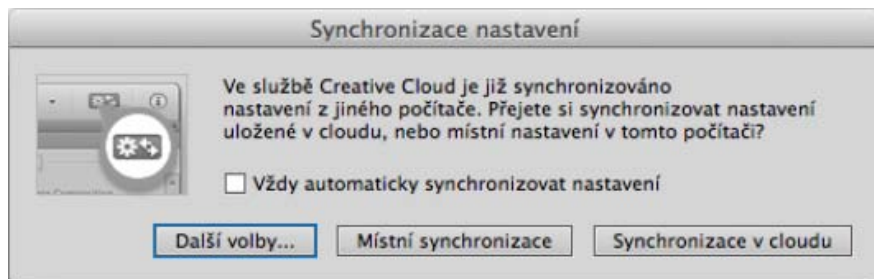 Synchronizace nastavení
Ve službě Creative Cloud je již synchronizováno
nastavení z jiného počítače. Přejete si synchronizovat nastavení
uložené v cloudu, nebo místní nastavení v tomto počítači?
Vždy automaticky synchronizovat nastavení
Další volby...
Místní synchronizace
Synchronizace v cloudu